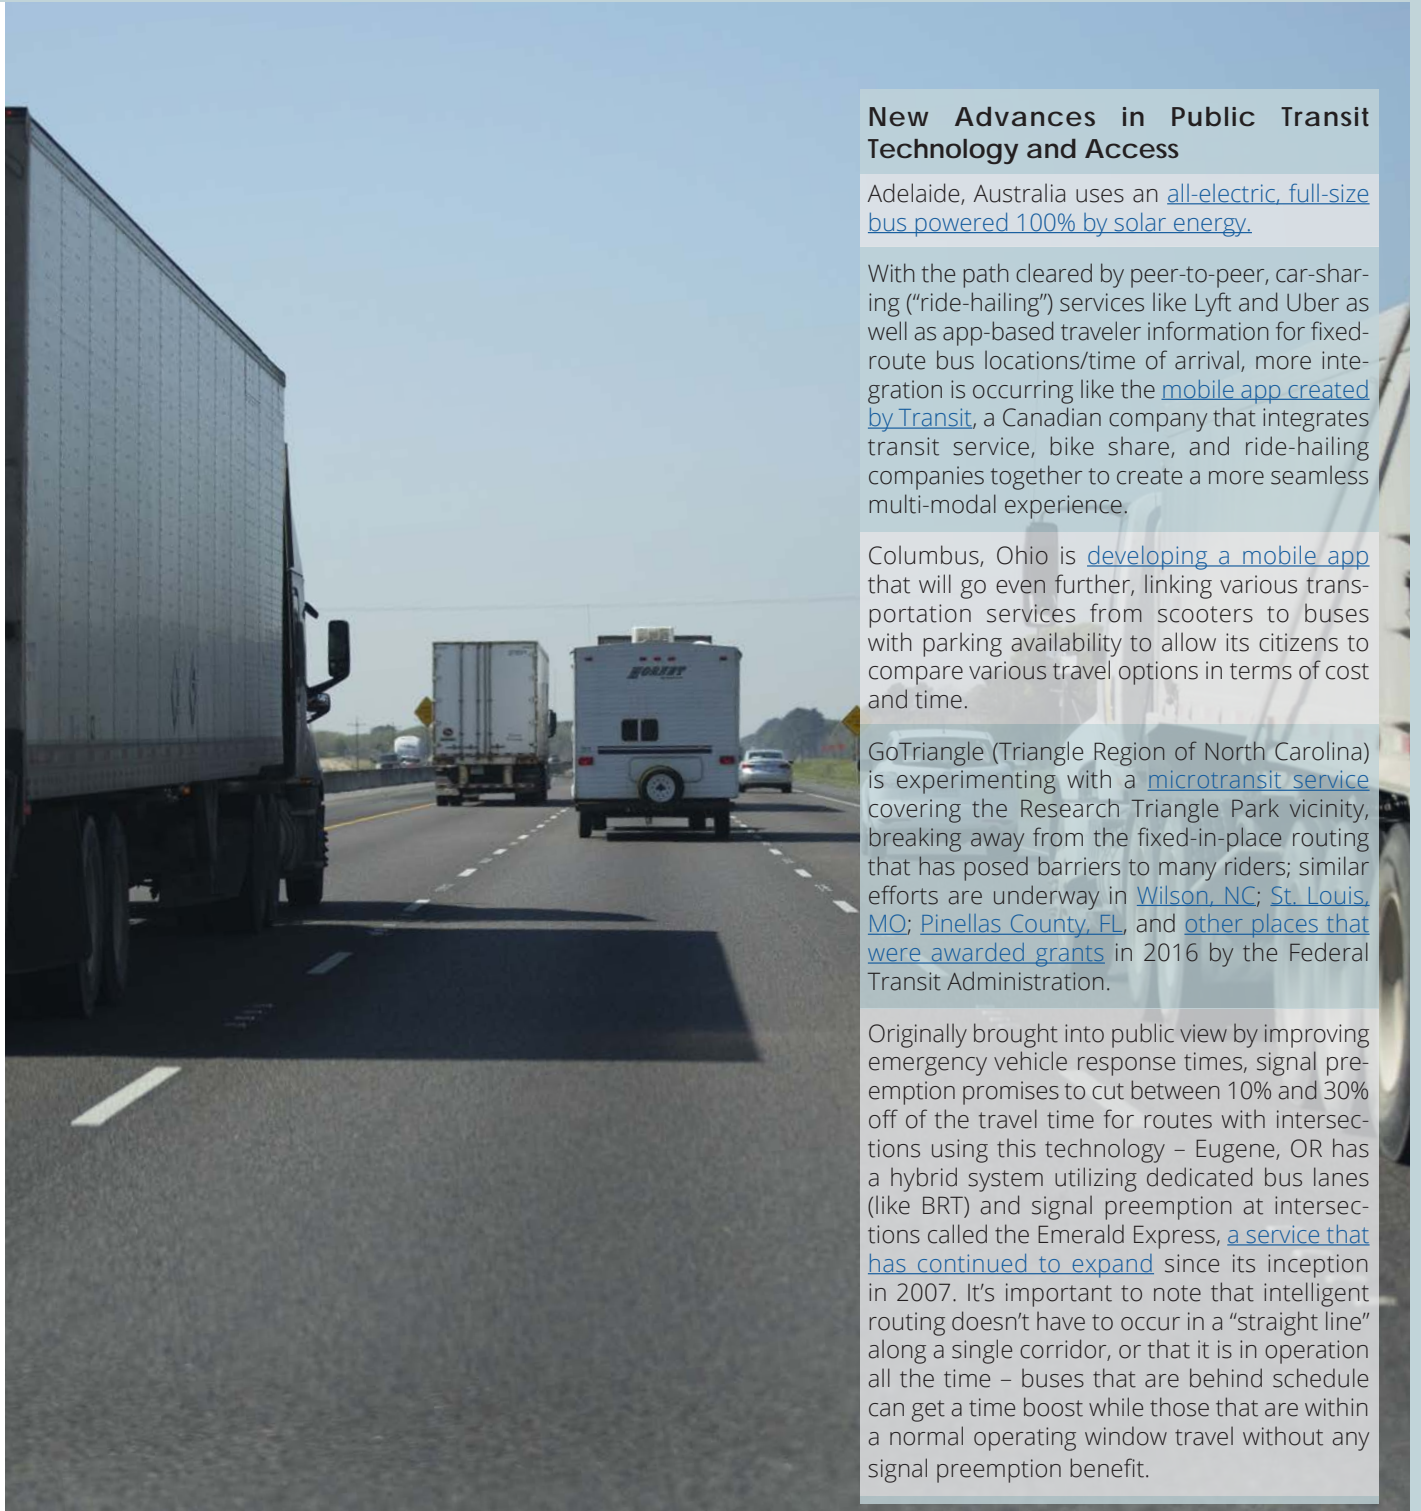 New Advances in Public Transit
Technology and Access
Adelaide, Australia uses an all-electric, full-size
bus powered 100% by solar energy.
With the path cleared by peer-to-peer, car-shar-
ing (“ride-hailing”) services like Lyft and Uber as
well as app-based traveler information for fixed-
route bus locations/time of arrival, more inte-
gration is occurring like the mobile app created
by Transit, a Canadian company that integrates
transit service, bike share, and ride-hailing
companies together to create a more seamless
multi-modal experience.
Columbus, Ohio is developing a mobile app
that will go even further, linking various trans-
portation services from scooters to buses
with parking availability to allow its citizens to
compare various travel options in terms of cost
and time.
GoTriangle (Triangle Region of North Carolina)
is experimenting with a microtransit service
covering the Research Triangle Park vicinity,
breaking away from the fixed-in-place routing
that has posed barriers to many riders; similar
efforts are underway in Wilson, NC; St. Louis,
MO; Pinellas County, FL, and other places that
were awarded grants in 2016 by the Federal
Transit Administration.
Originally brought into public view by improving
emergency vehicle response times, signal pre-
emption promises to cut between 10% and 30%
off of the travel time for routes with intersec-
tions using this technology – Eugene, OR has
a hybrid system utilizing dedicated bus lanes
(like BRT) and signal preemption at intersec-
tions called the Emerald Express, a service that
has continued to expand since its inception
in 2007. It’s important to note that intelligent
routing doesn’t have to occur in a “straight line”
along a single corridor, or that it is in operation
all the time – buses that are behind schedule
can get a time boost while those that are within
a normal operating window travel without any
signal preemption benefit.